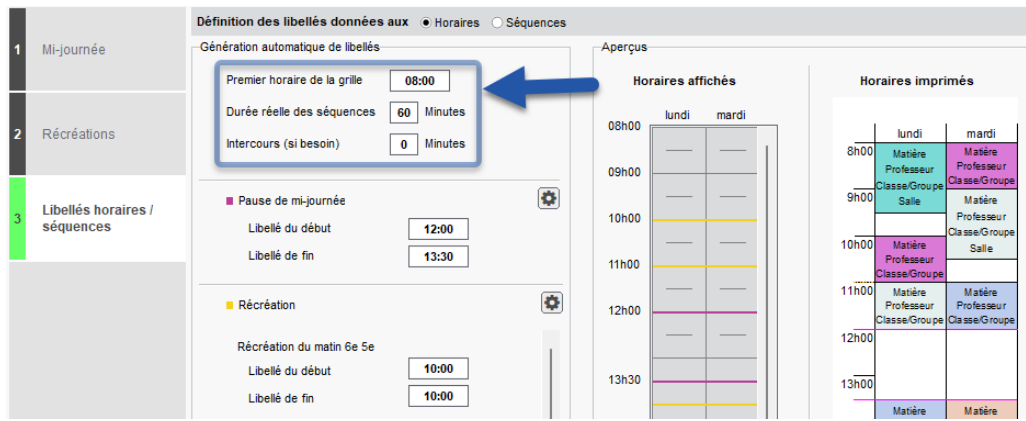 1 Mi-journée
2 Récréations
3 Libellés horaires / séquences
Définition des libellés données aux Horaires Séquences
Génération automatique de libellés
Premier horaire de la grille 08:00
Durée réelle des séquences 60 Minutes
Intercours (si besoin) 0 Minutes
Pause de mi-journée
Libellé du début 12:00
Libellé de fin 13:30
Récréation
Récréation du matin 6e 5e
Libellé du début 10:00
Libellé de fin 10:00
Aperçus
Horaires affichés
lundi mardi
08h00
09h00
10h00
11h00
12h00
13h30
Horaires imprimés
lundi mardi
8h00 Matière Matière
Professeur Professeur
Classe/Groupe Classe/Groupe
9h00 Salle Matière
Professeur
Classe/Groupe
10h00 Matière Salle
Professeur
Classe/Groupe
11h00 Matière Matière
Professeur Professeur
Classe/Groupe Classe/Groupe
12h00
13h00
Matière Matière